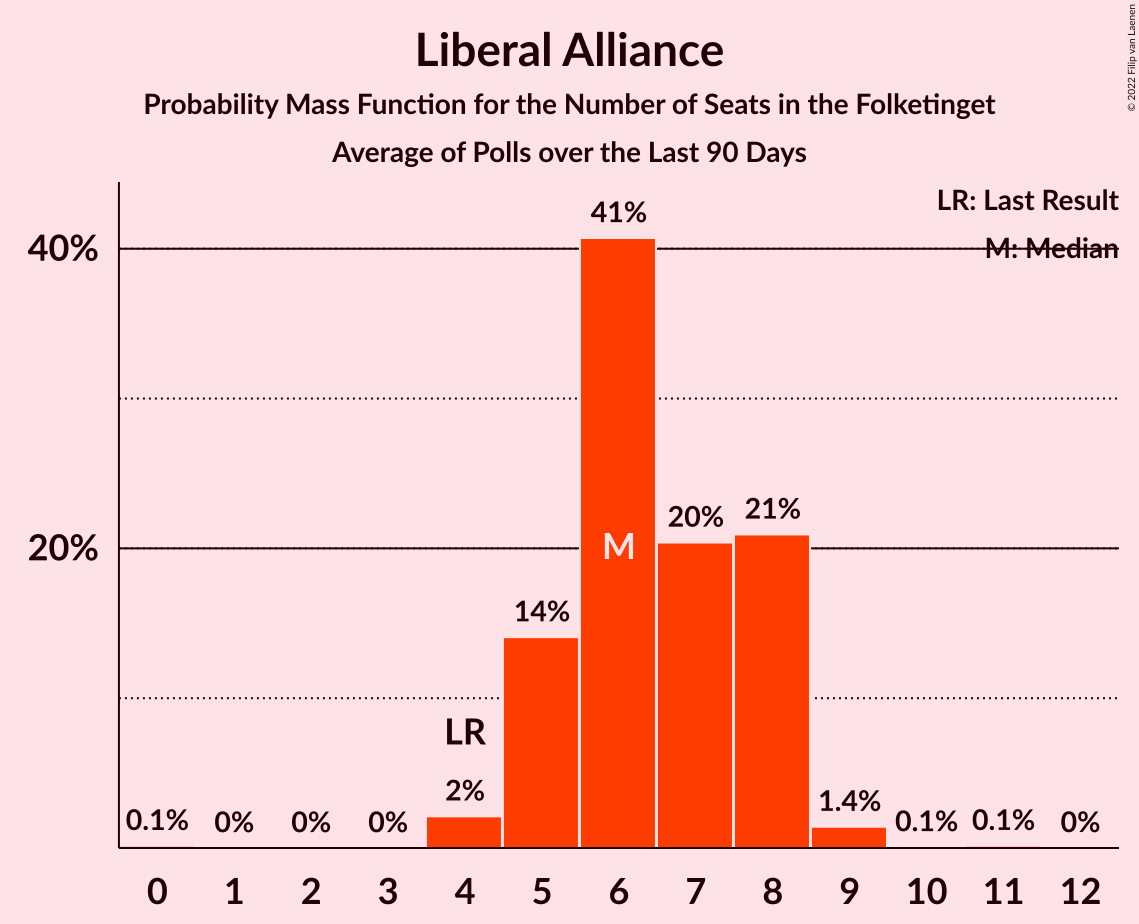 Liberal Alliance
Probability Mass Function for the Number of Seats in the Folketinget
Average of Polls over the Last 90 Days
© 2022 Filip van Laenen
LR: Last Result
M: Median
40%
20%
41%
20%
21%
14%
M
LR
2%
0.1%
0%
0%
0%
1.4%
0.1%
0.1%
0%
0 1 2 3 4 5 6 7 8 9 10 11 12